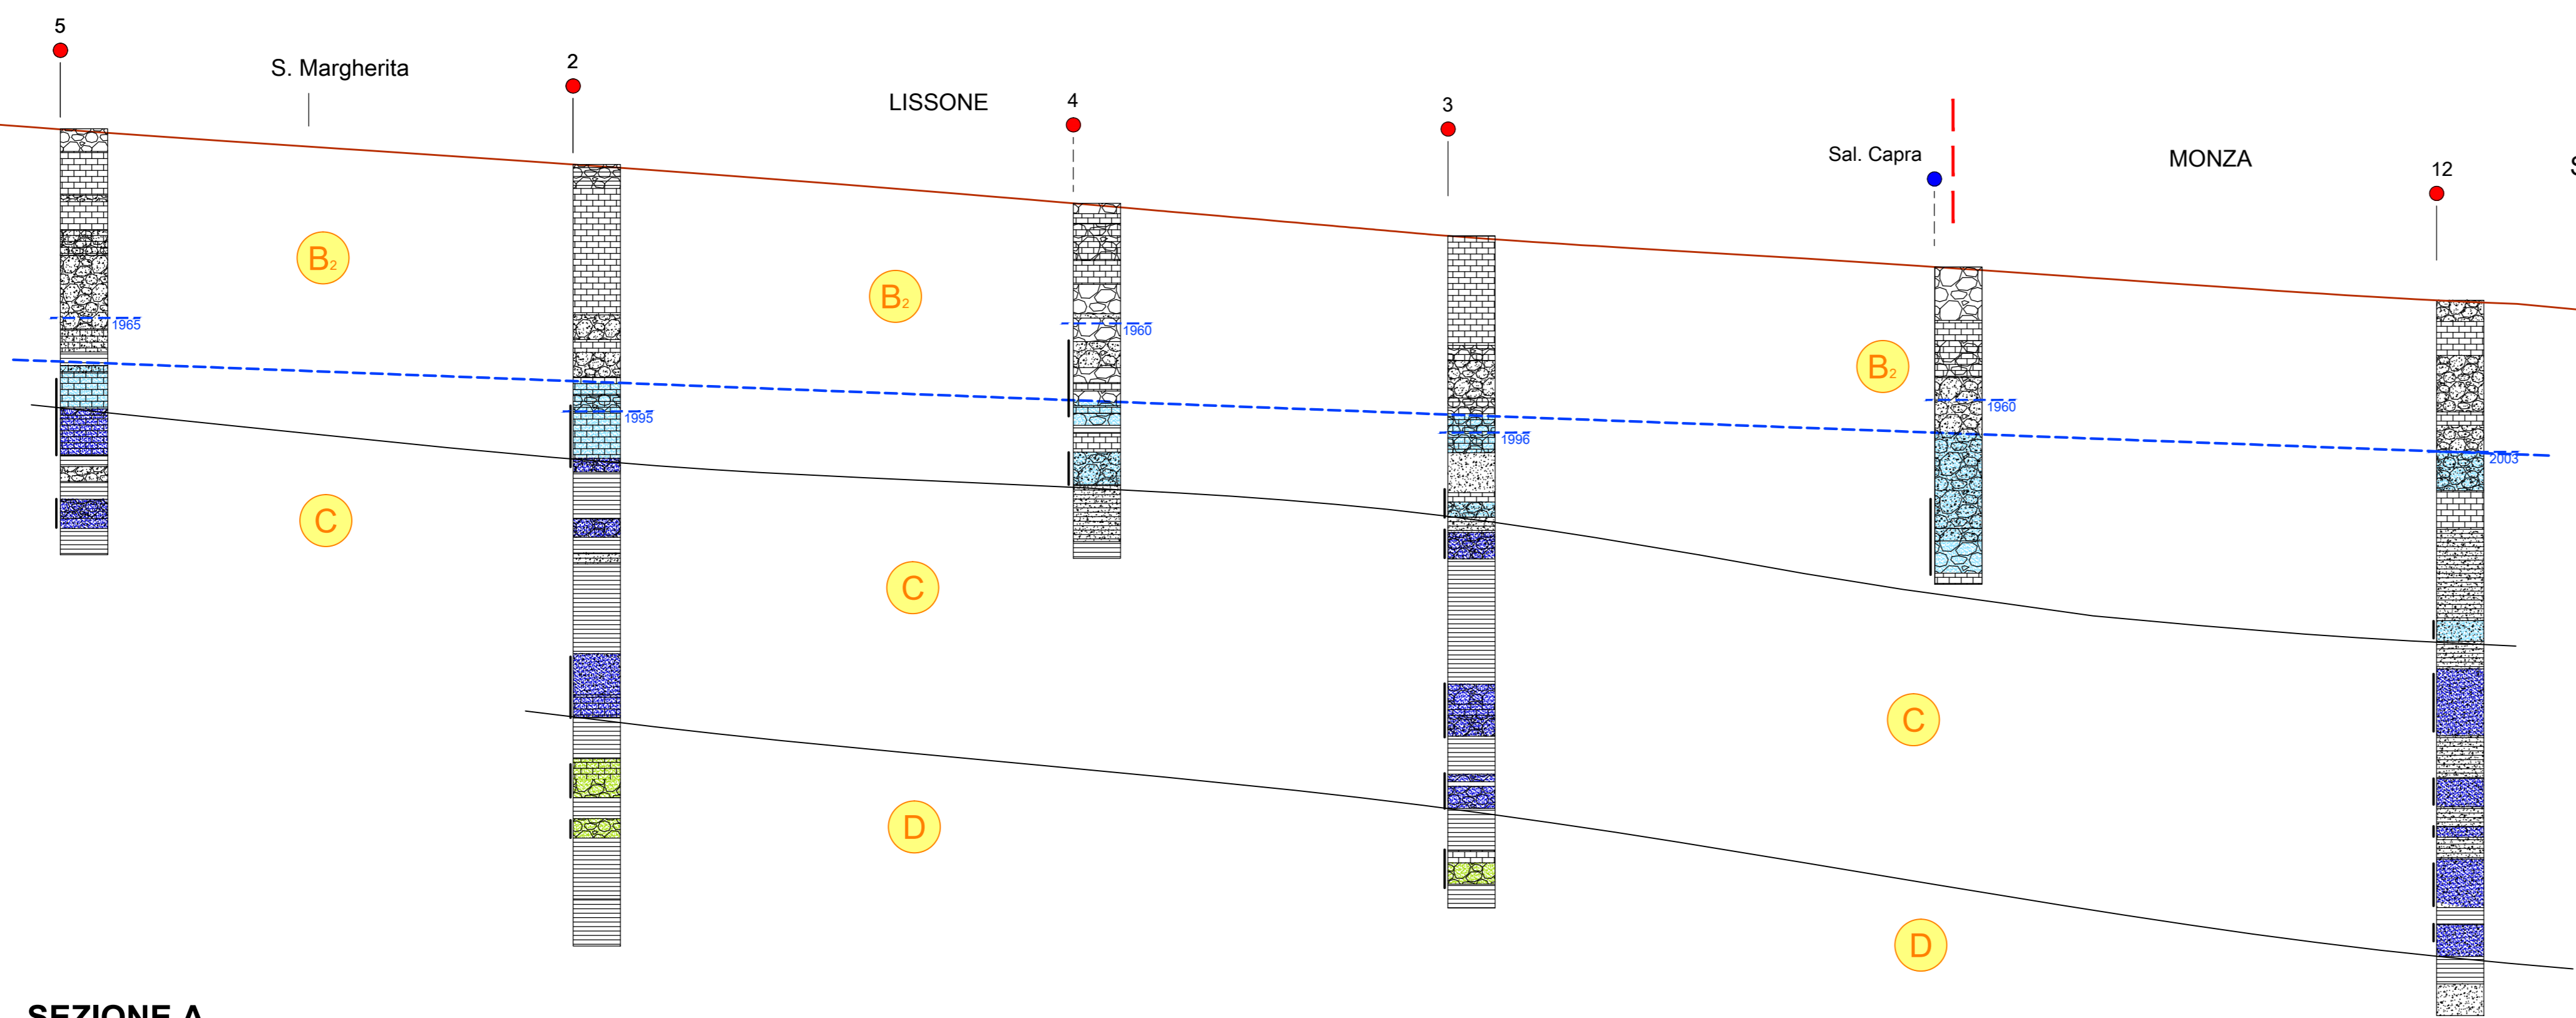 5
S. Margherita
2
LISSONE
4
3
Sal. Capra
MONZA
12
B2
B2
B2
1965
1960
1995
1996
1960
2003
C
C
C
D
D
SEZIONE A